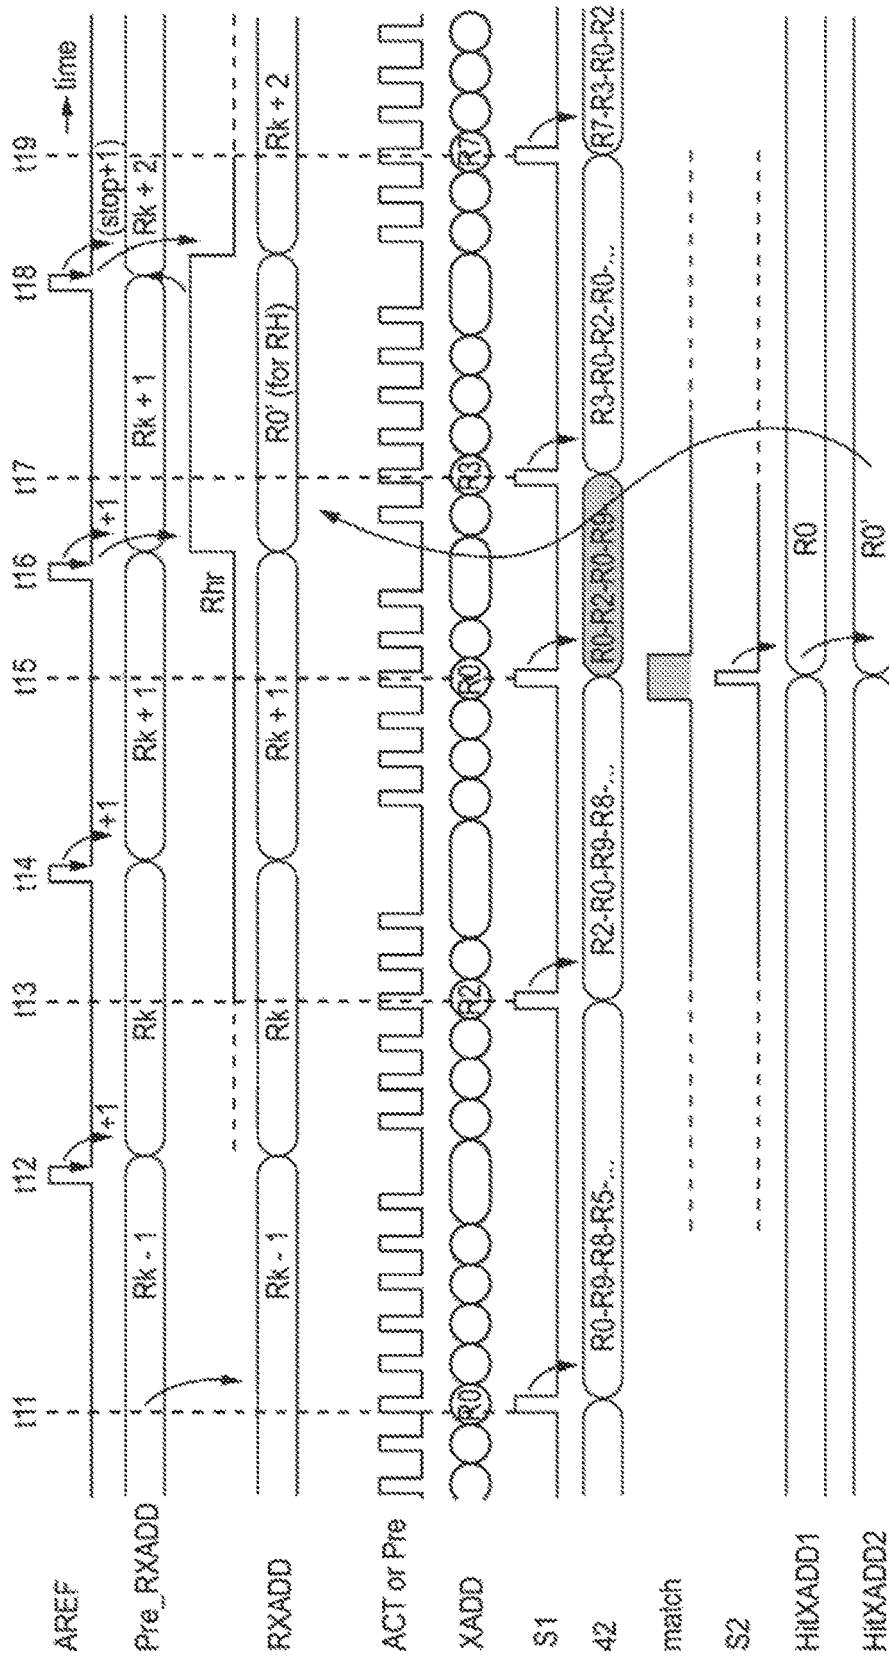 t11 t12 t13 t14 t15 t16 t17 t18 t19
→ time
AREF
+1 +1 +1 (stop+1)
Pre_RXADD Rk - 1 Rk Rk + 1 Rk + 1 Rk + 2
Rhr
RXADD Rk - 1 Rk Rk + 1 R0' (for RH) Rk + 2
ACT or Pre
XADD R0 R2 R0 R3 R7
S1
42 R0-R9-R8-R5-... R2-R0-R9-R8-... R0-R2-R0-R9- R3-R0-R2-R0-... R7-R3-R0-R2
match
S2
HitXADD1 R0
HitXADD2 R0'